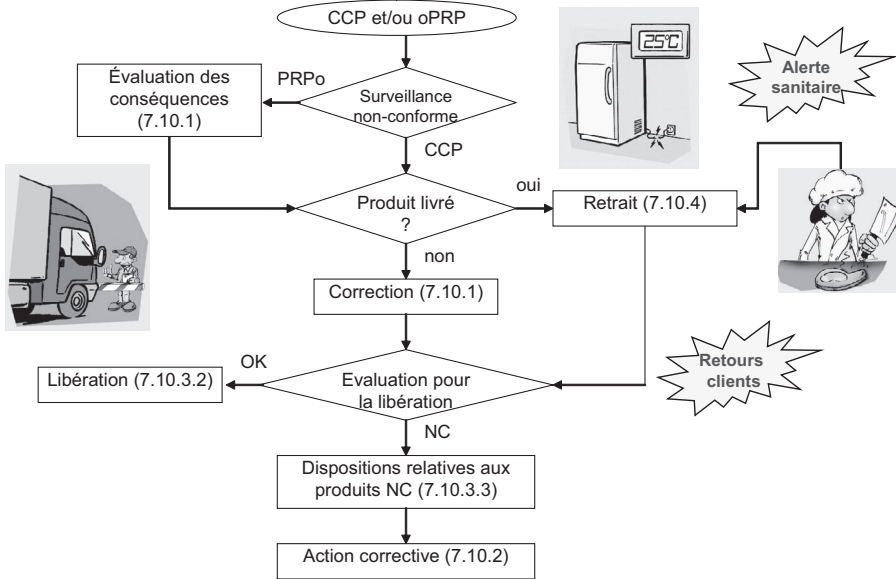 CCP et/ou oPRP
25°C
Évaluation des
conséquences
(7.10.1)
PRPo
Surveillance
non-conforme
Alerte
sanitaire
CCP
Produit livré
?
oui
Retrait (7.10.4)
non
Correction (7.10.1)
Retours
clients
Libération (7.10.3.2)
OK
Evaluation pour
la libération
NC
Dispositions relatives aux
produits NC (7.10.3.3)
Action corrective (7.10.2)